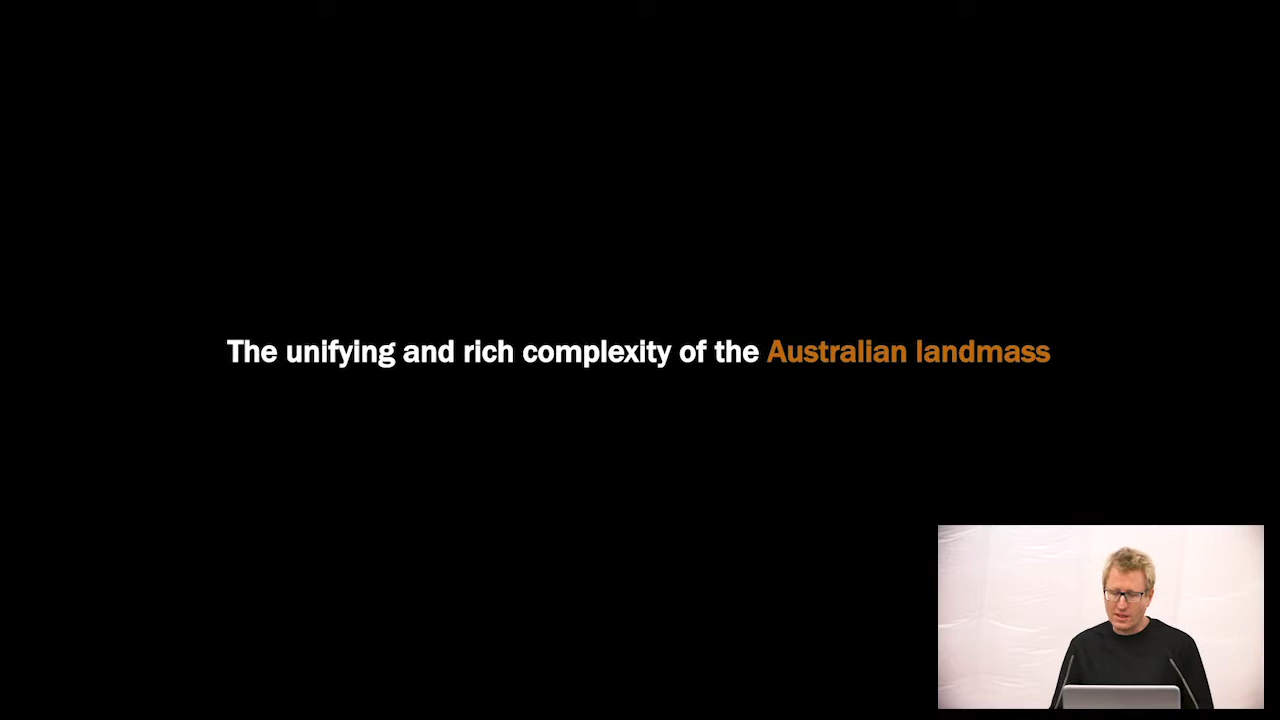 The unifying and rich complexity of the Australian landmass